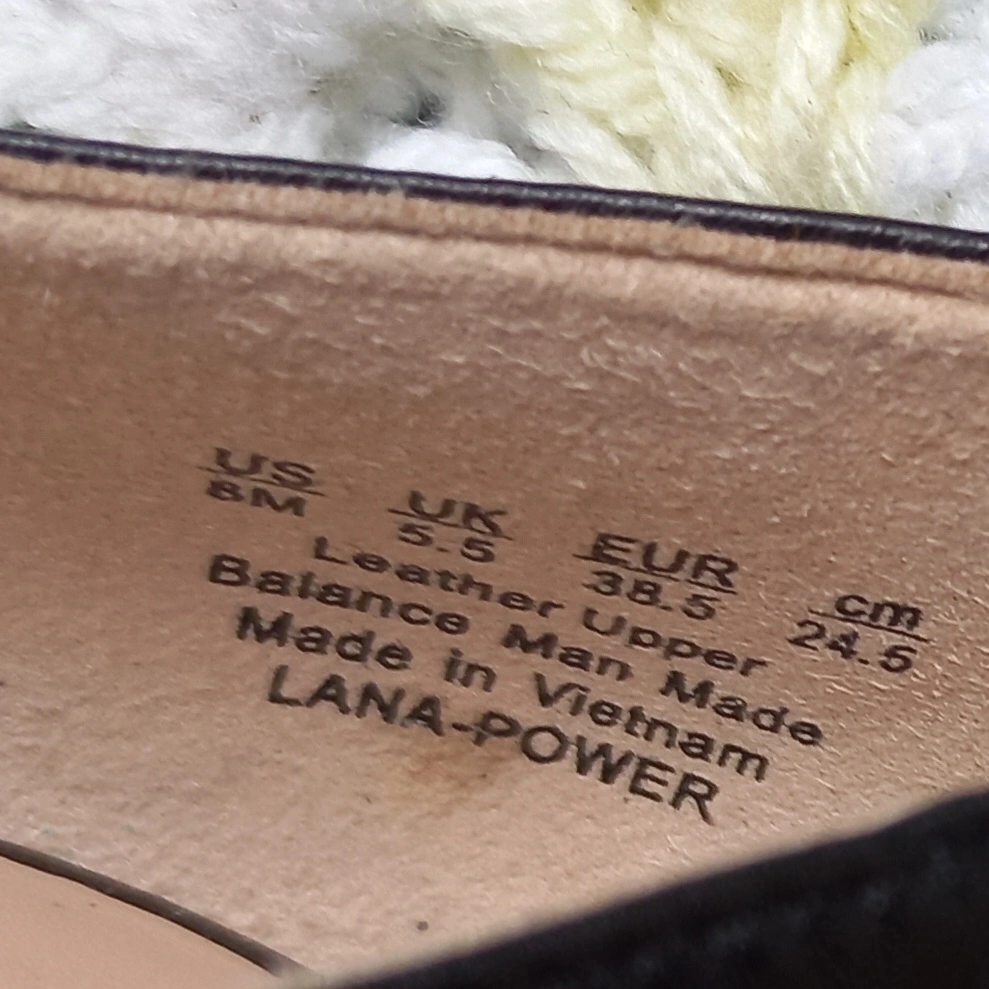 US UK EUR cm
8M 5.5 38.5 24.5
Leather Upper
Balance Man Made
Made in Vietnam
LANA-POWER